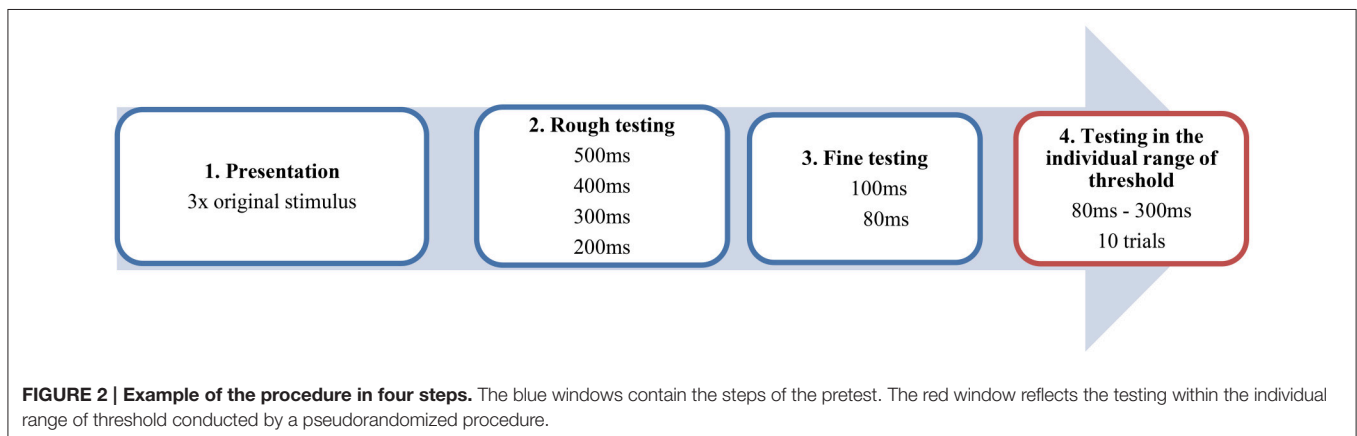 1. Presentation
3x original stimulus
2. Rough testing
500ms
400ms
300ms
200ms
3. Fine testing
100ms
80ms
4. Testing in the
individual range of
threshold
80ms - 300ms
10 trials
FIGURE 2 | Example of the procedure in four steps. The blue windows contain the steps of the pretest. The red window reflects the testing within the individual
range of threshold conducted by a pseudorandomized procedure.